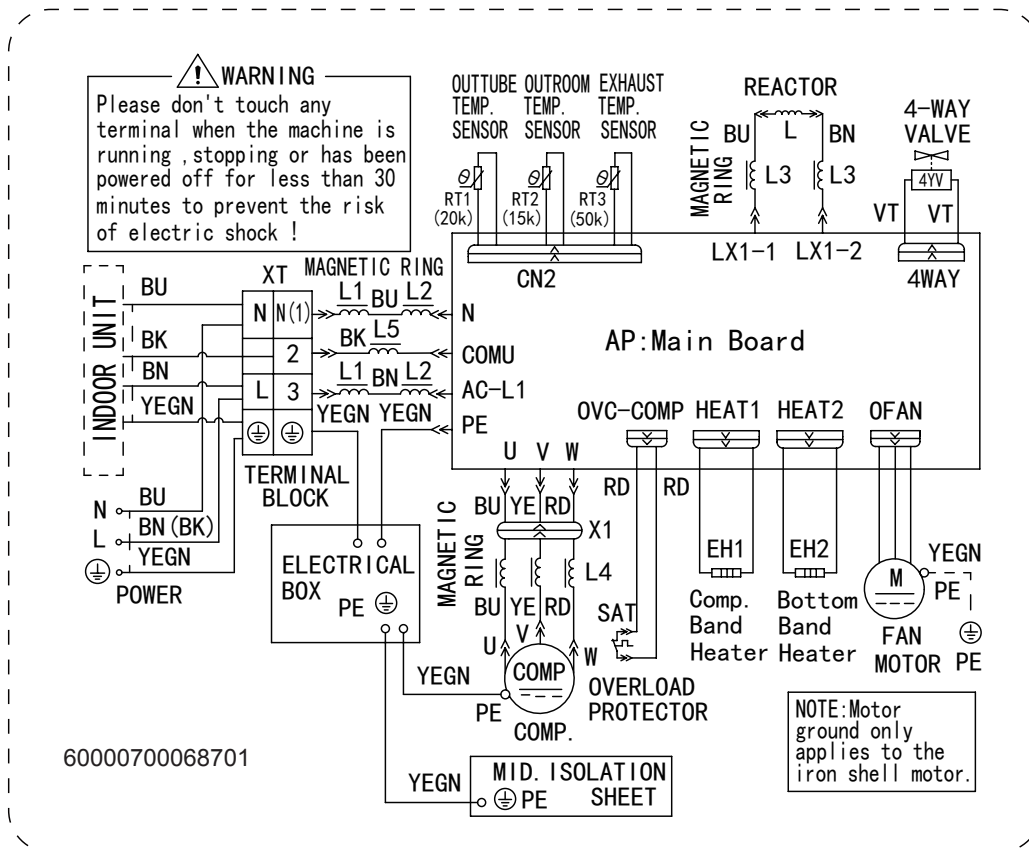 WARNING
Please don't touch any
terminal when the machine is
running ,stopping or has been
powered off for less than 30
minutes to prevent the risk
of electric shock !
OUTTUBE
TEMP.
SENSOR
OUTROOM
TEMP.
SENSOR
EXHAUST
TEMP.
SENSOR
θ
RT1
(20k)
θ
RT2
(15k)
θ
RT3
(50k)
CN2
MAGNETIC
RING
REACTOR
BU
L
BN
L3
L3
LX1-1
LX1-2
4-WAY
VALVE
4YV
VT
VT
4WAY
INDOOR UNIT
BU
BK
BN
YEGN
XT
N
N(1)
2
L
3
TERMINAL
BLOCK
MAGNETIC RING
L1
BU
L2
BK
L5
L1
BN
L2
YEGN
YEGN
N
COMU
AC-L1
PE
AP:Main Board
N
BU
L
BN(BK)
YEGN
POWER
ELECTRICAL
BOX
PE
U
V
W
BU
YE
RD
X1
MAGNETIC
RING
L4
BU
YE
RD
U
V
W
COMP
YEGN
PE
COMP.
OVC-COMP
HEAT1
HEAT2
OFAN
RD
RD
SAT
OVERLOAD
PROTECTOR
EH1
Comp.
Band
Heater
EH2
Bottom
Band
Heater
M
YEGN
PE
FAN
MOTOR
PE
NOTE:Motor
ground only
applies to the
iron shell motor.
YEGN
MID. ISOLATION
SHEET
PE
60000700068701